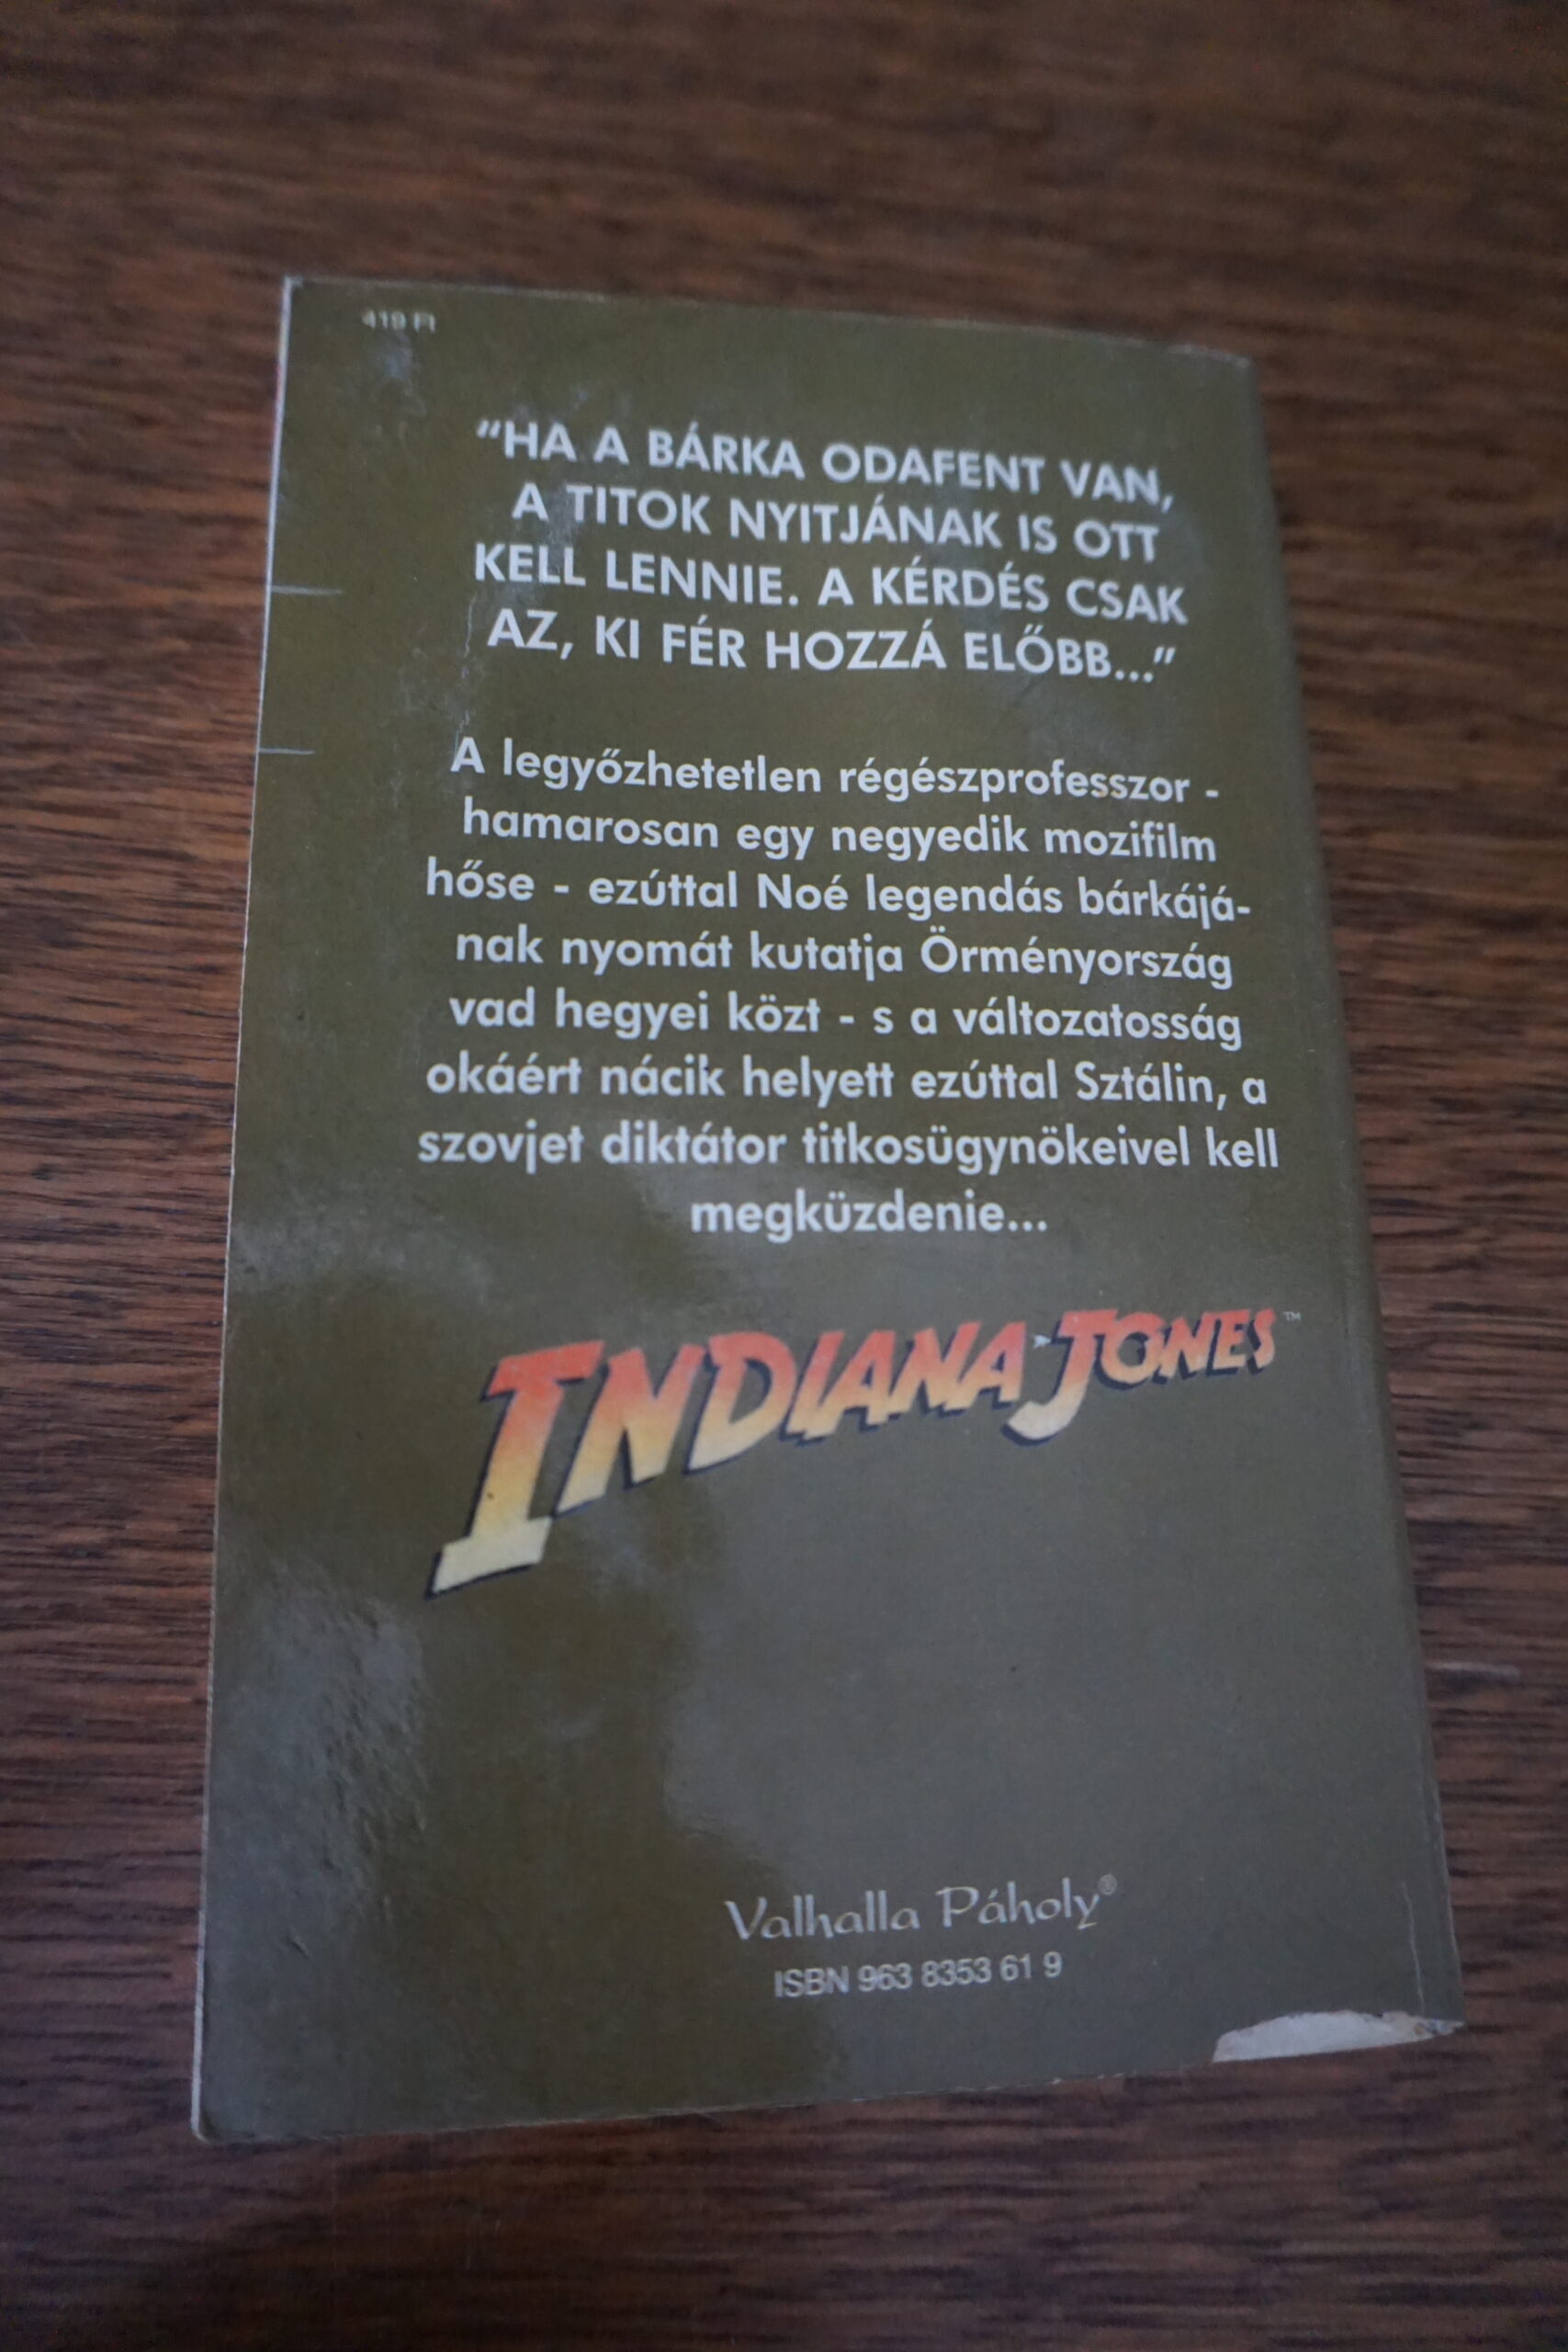 419 Ft
“HA A BÁRKA ODAFENT VAN,
A TITOK NYITJÁNAK IS OTT
KELL LENNIE. A KÉRDÉS CSAK
AZ, KI FÉR HOZZÁ ELŐBB...”
A legyőzhetetlen régészprofesszor -
hamarosan egy negyedik mozifilm
hőse - ezúttal Noé legendás bárkájá-
nak nyomát kutatja Örményország
vad hegyei közt - s a változatosság
okáért nácik helyett ezúttal Sztálin, a
szovjet diktátor titkosügynökeivel kell
megküzdenie...
INDIANA JONES™
Valhalla Páholy®
ISBN 963 8353 61 9